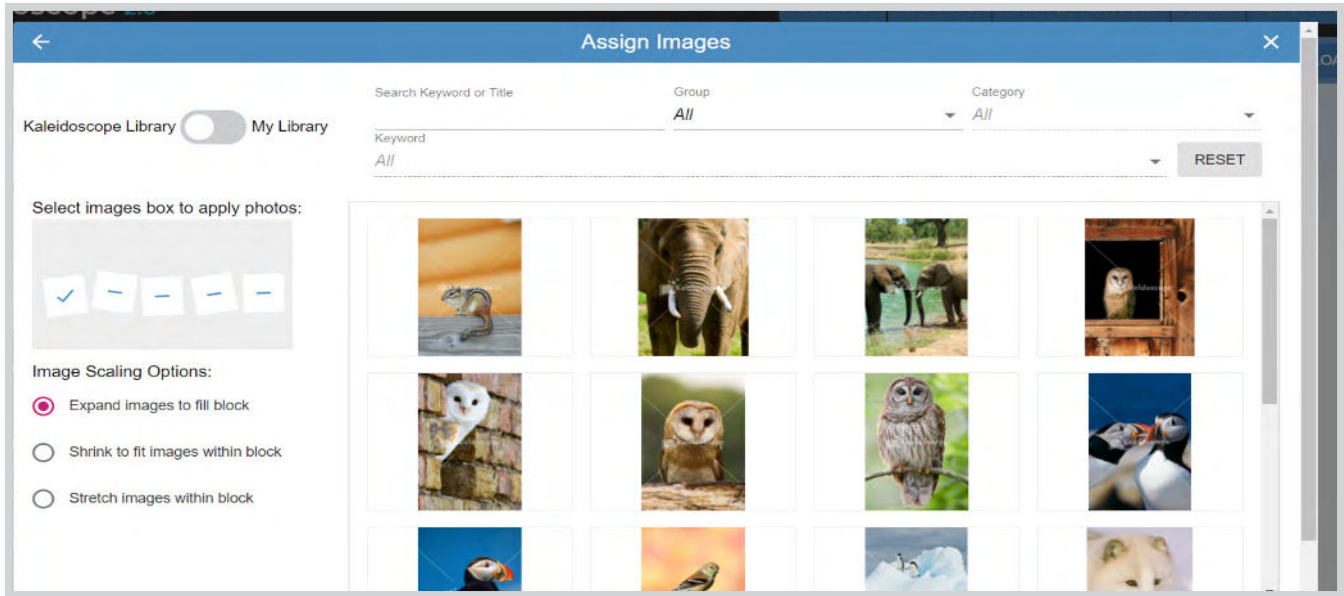 Assign Images
Search Keyword or Title
Group
Category
All
All
Kaleidoscope Library
My Library
Keyword
All
RESET
Select images box to apply photos:
Image Scaling Options:
Expand images to fill block
Shrink to fit images within block
Stretch images within block